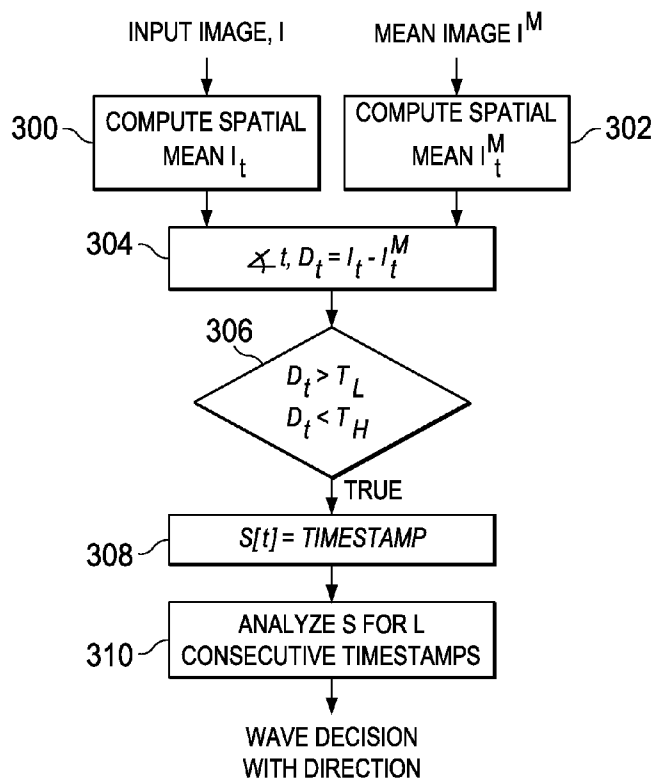 INPUT IMAGE, I
MEAN IMAGE I^M
300
COMPUTE SPATIAL
MEAN I_t
COMPUTE SPATIAL
MEAN I_t^M
302
304
∡ t, D_t = I_t - I_t^M
306
D_t > T_L
D_t < T_H
TRUE
308
S[t] = TIMESTAMP
310
ANALYZE S FOR L
CONSECUTIVE TIMESTAMPS
WAVE DECISION
WITH DIRECTION